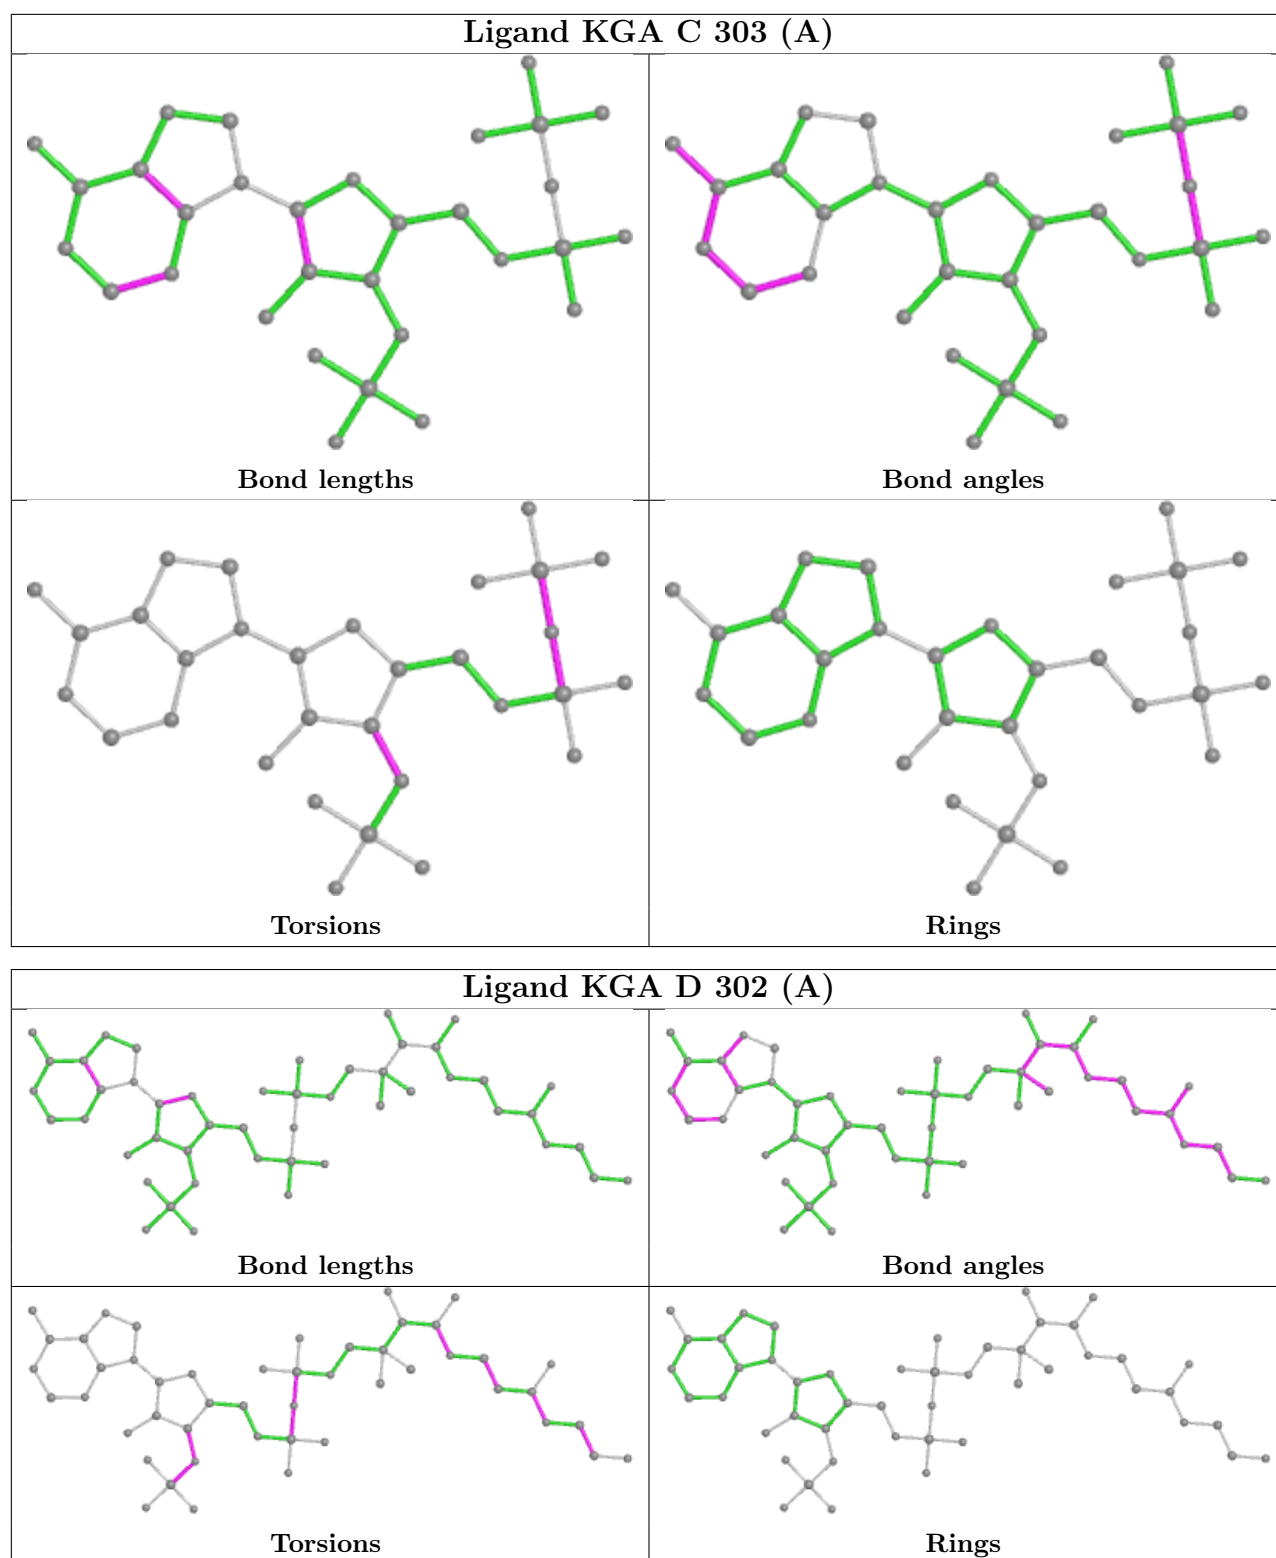 Ligand KGA C 303 (A)
Bond lengths
Bond angles
Torsions
Rings
Ligand KGA D 302 (A)
Bond lengths
Bond angles
Torsions
Rings